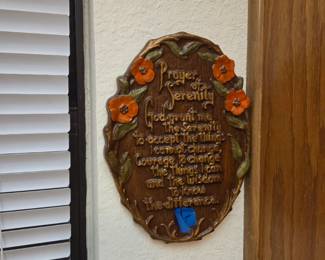 Prayer
of
Serenity
God grant me
the Serenity
to accept the things
I cannot change
Courage to change
the things I can
and the wisdom
to know
the difference.